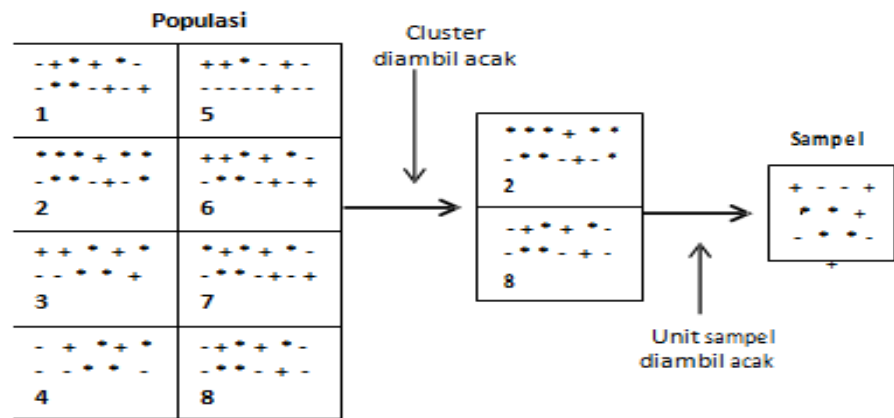 Populasi
- + * + * -
- * * - + - +
1
+ + * - + -
- - - - - + - -
5
* * * + * *
- * * - + - *
2
+ + * + * -
- * * - + - +
6
+ + * + *
- - * * +
3
* + * + * -
- * * - + - +
7
- + * + *
- - * * -
4
- + * + * -
- * * - + -
8
Cluster
diambil acak
* * * + * *
- * * - + - *
2
- + * + * -
- * * - + -
8
Unit sampel
diambil acak
Sampel
+ - - +
* * +
- * * -
+